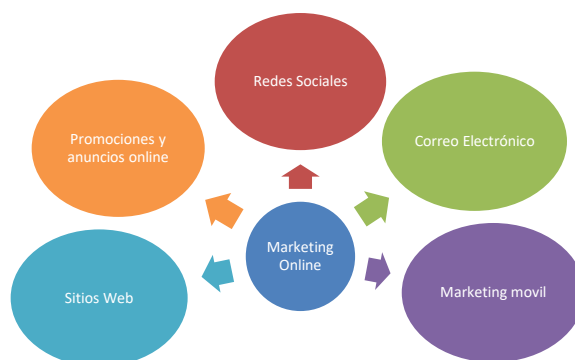 Redes Sociales
Promociones y
anuncios online
Correo Electrónico
Marketing
Online
Sitios Web
Marketing movil